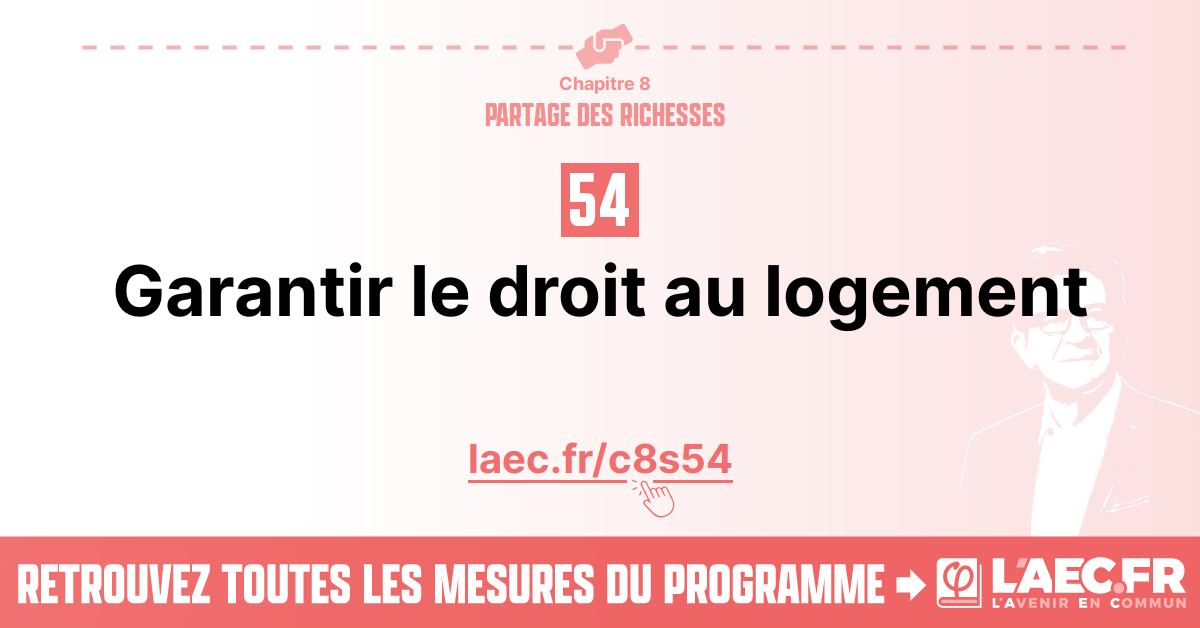 Chapitre 8
PARTAGE DES RICHESSES
54
Garantir le droit au logement
laec.fr/c8s54
RETROUVEZ TOUTES LES MESURES DU PROGRAMME
φ L'AEC.FR
L'AVENIR EN COMMUN